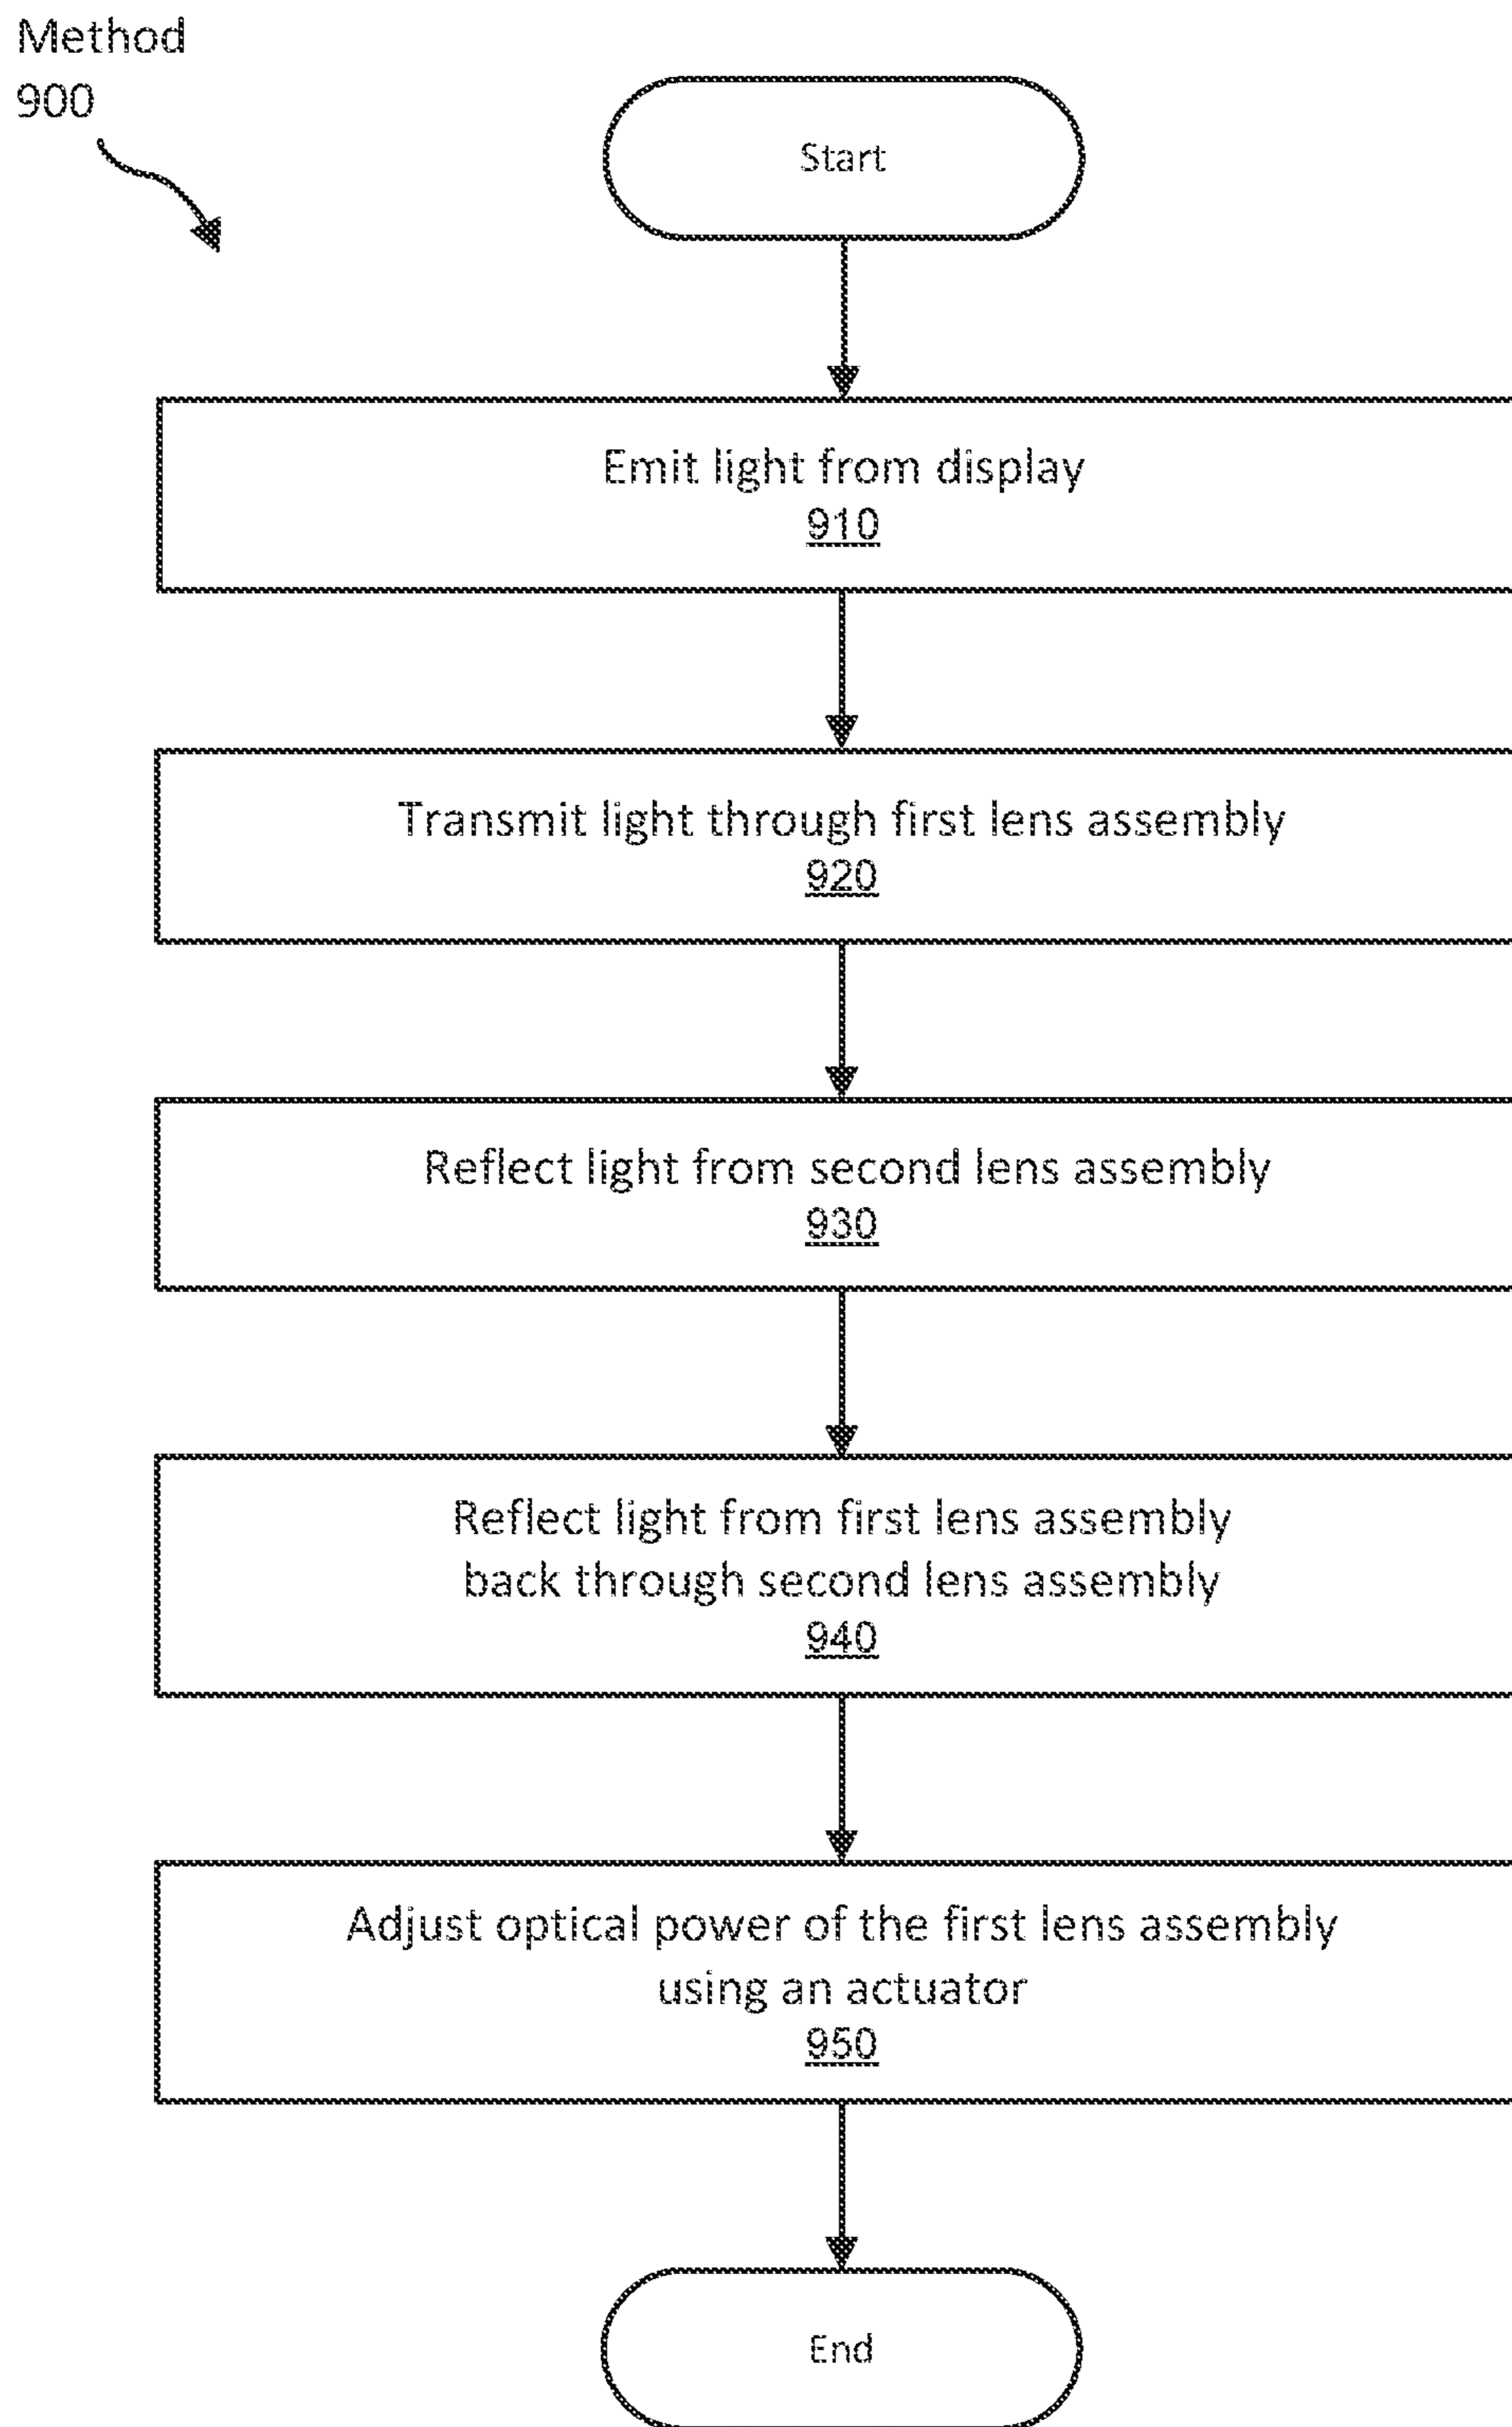 Method
900
Start
Emit light from display
910
Transmit light through first lens assembly
920
Reflect light from second lens assembly
930
Reflect light from first lens assembly
back through second lens assembly
940
Adjust optical power of the first lens assembly
using an actuator
950
End